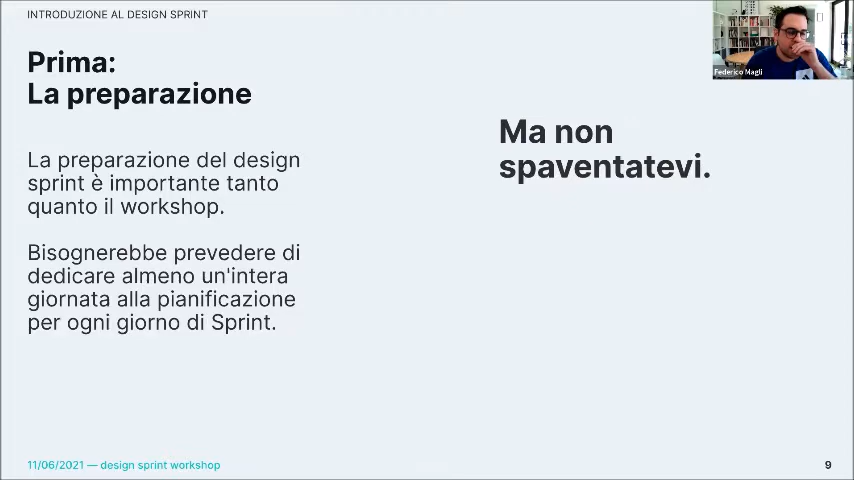 INTRODUZIONE AL DESIGN SPRINT
Federico Magli
Prima:
La preparazione
La preparazione del design
sprint è importante tanto
quanto il workshop.
Bisognerebbe prevedere di
dedicare almeno un'intera
giornata alla pianificazione
per ogni giorno di Sprint.
Ma non
spaventatevi.
11/06/2021 — design sprint workshop
9